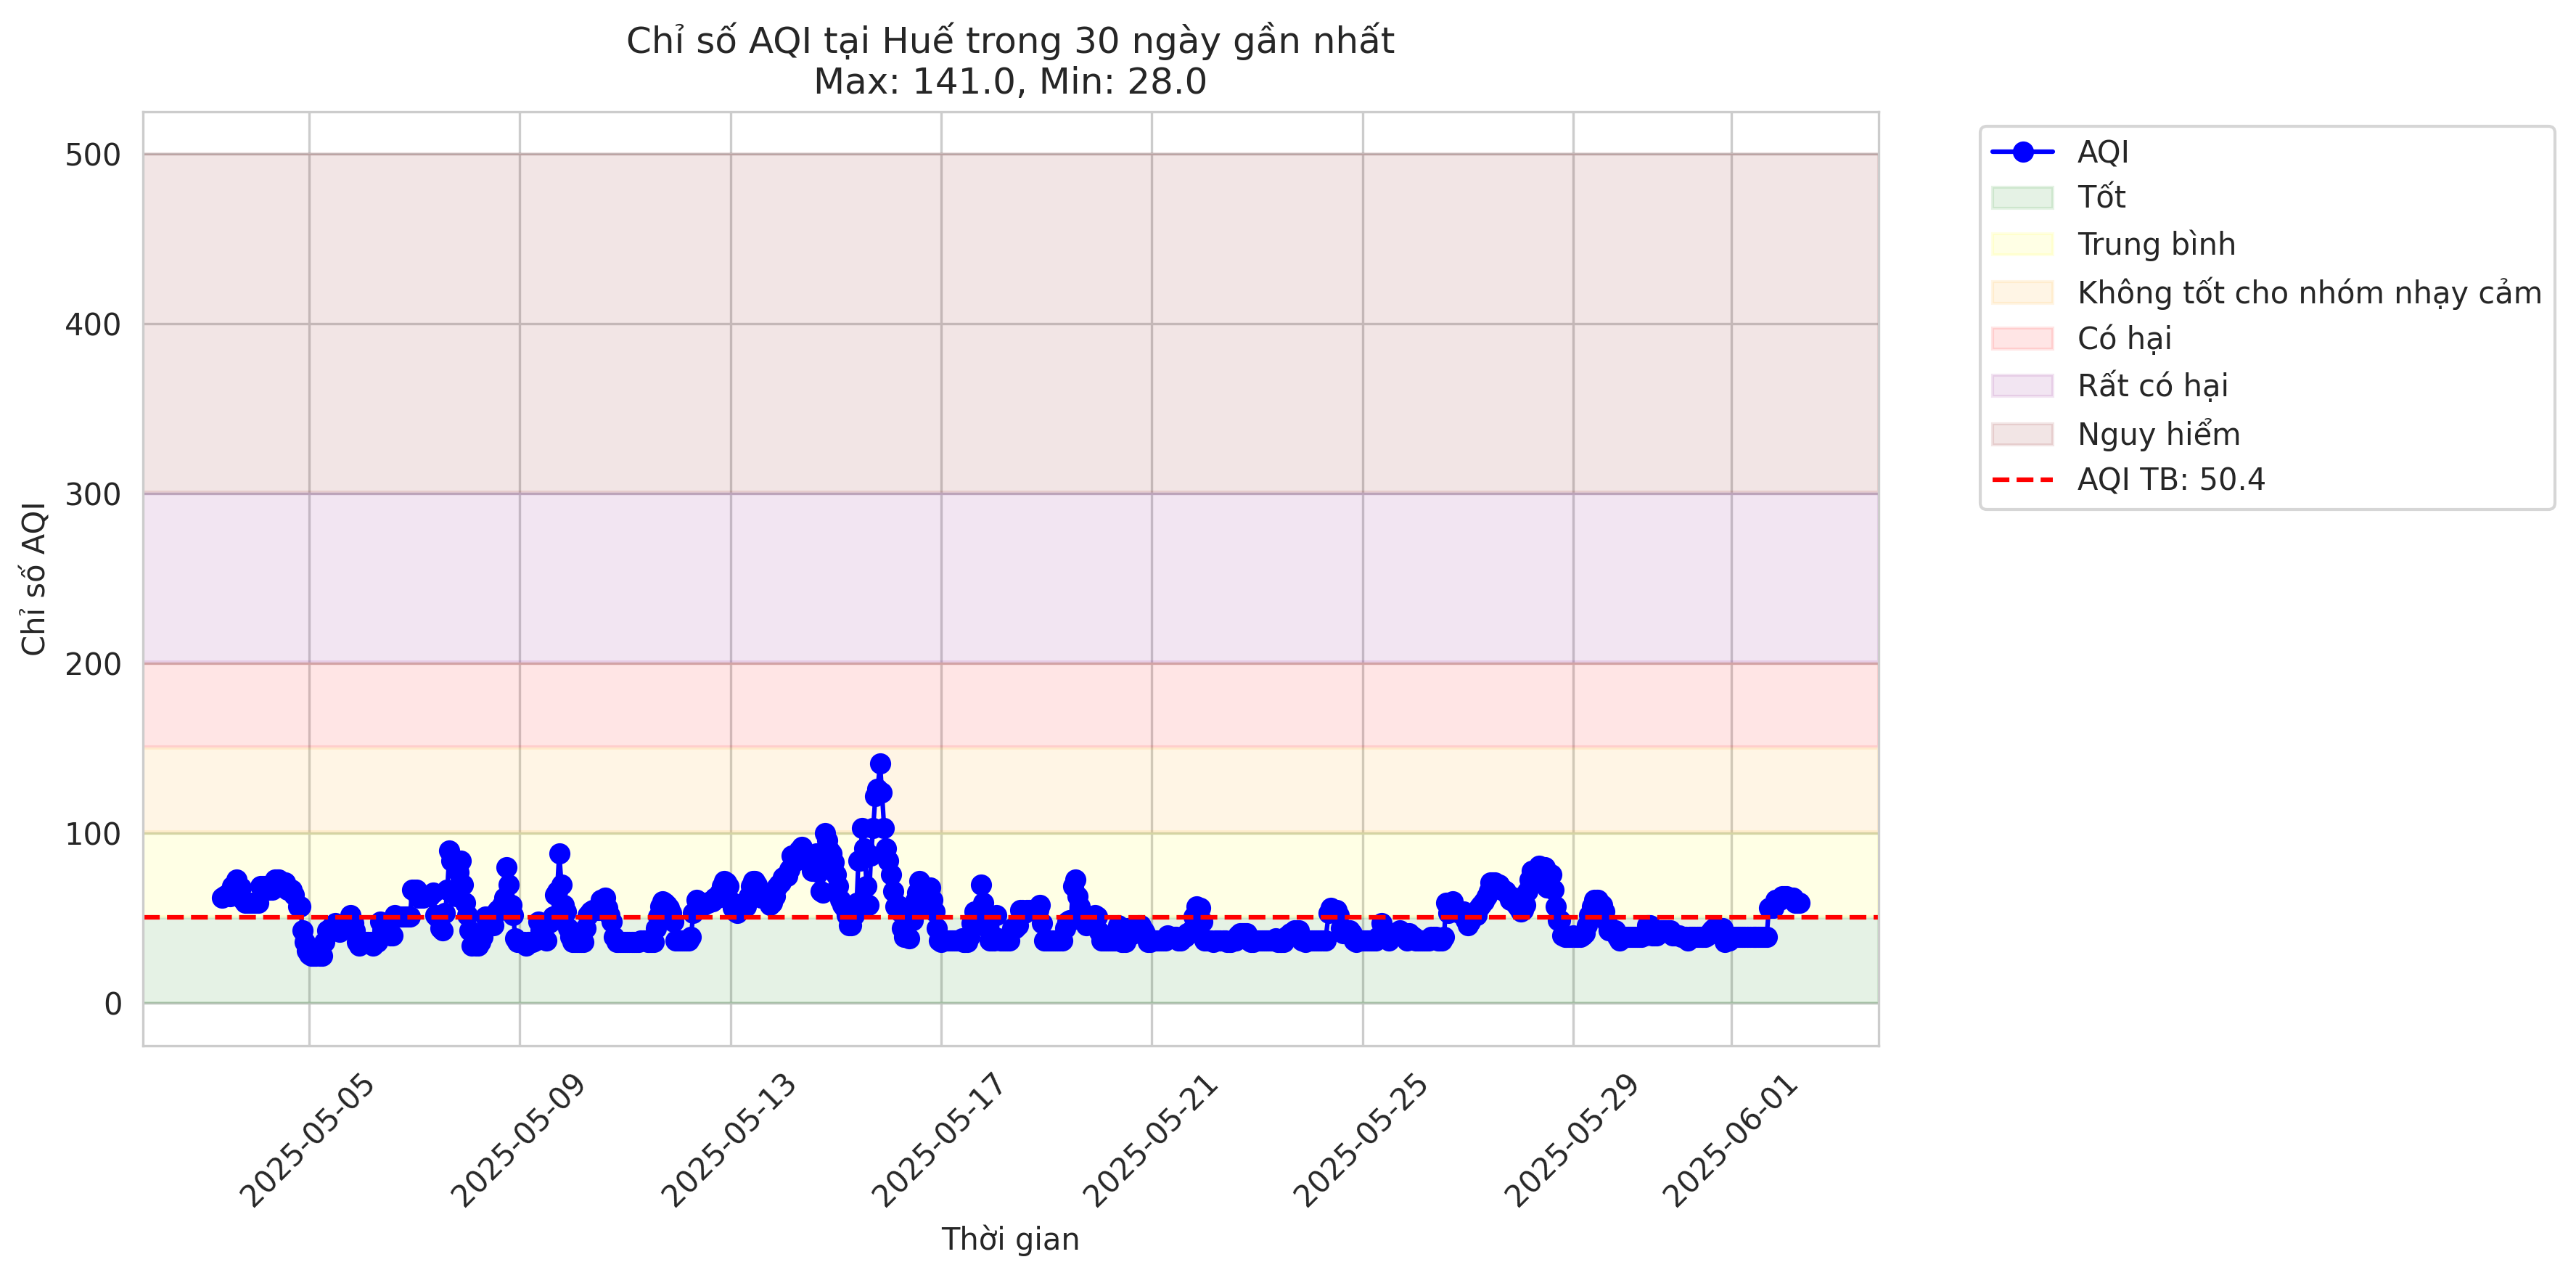 Chỉ số AQI tại Huế trong 30 ngày gần nhất
Max: 141.0, Min: 28.0
Chỉ số AQI
500
400
300
200
100
0
2025-05-05
2025-05-09
2025-05-13
2025-05-17
2025-05-21
2025-05-25
2025-05-29
2025-06-01
Thời gian
AQI
Tốt
Trung bình
Không tốt cho nhóm nhạy cảm
Có hại
Rất có hại
Nguy hiểm
AQI TB: 50.4